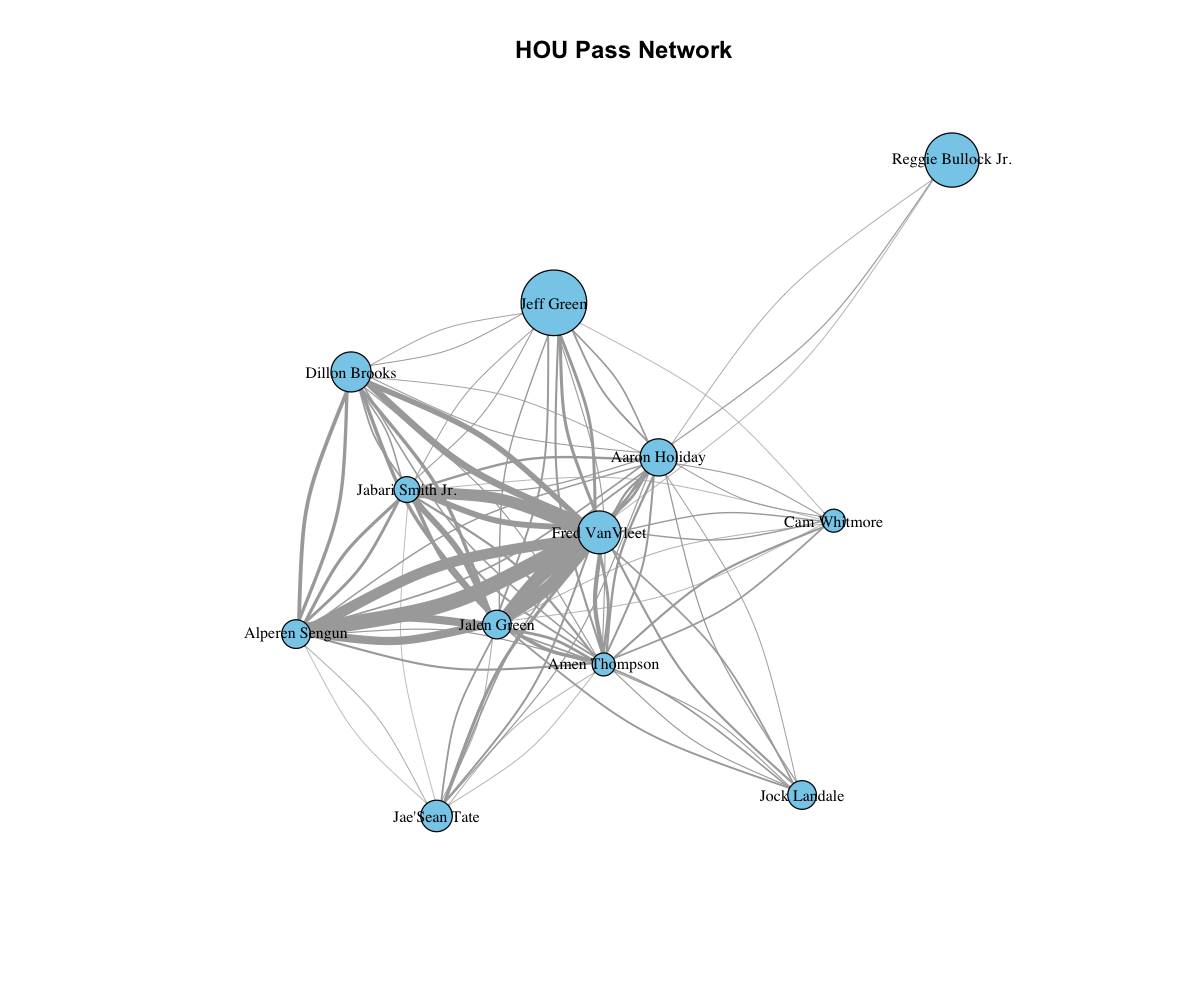 HOU Pass Network
Reggie Bullock Jr.
Jeff Green
Dillon Brooks
Aaron Holiday
Jabari Smith Jr.
Cam Whitmore
Fred VanVleet
Jalen Green
Alperen Sengun
Amen Thompson
Jock Landale
Jae'Sean Tate